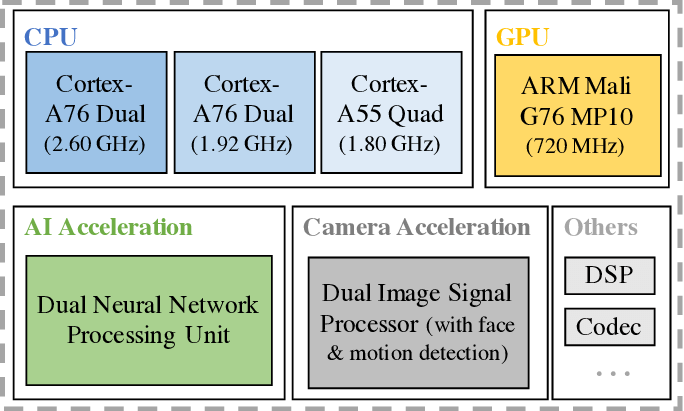 CPU
Cortex-
A76 Dual
(2.60 GHz)
Cortex-
A76 Dual
(1.92 GHz)
Cortex-
A55 Quad
(1.80 GHz)
GPU
ARM Mali
G76 MP10
(720 MHz)
AI Acceleration
Dual Neural Network
Processing Unit
Camera Acceleration
Dual Image Signal
Processor (with face
& motion detection)
Others
DSP
Codec
...